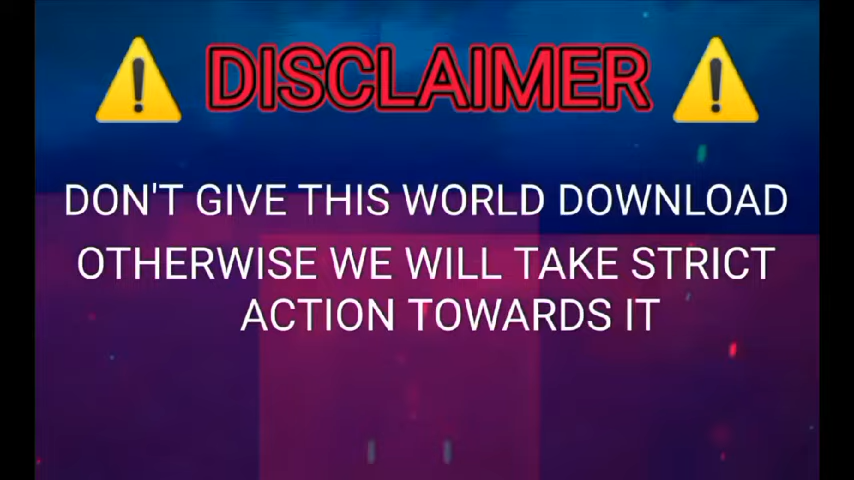 DISCLAIMER
DON'T GIVE THIS WORLD DOWNLOAD
OTHERWISE WE WILL TAKE STRICT
ACTION TOWARDS IT